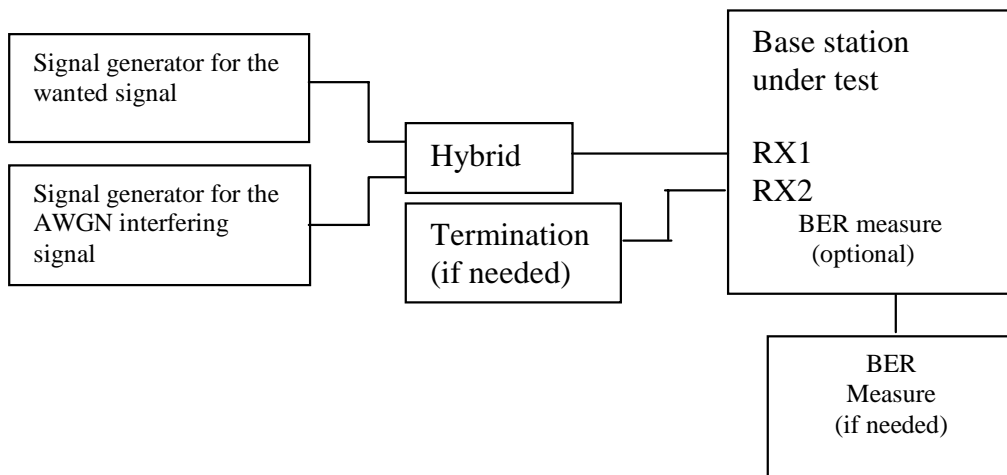 Signal generator for the
wanted signal
Signal generator for the
AWGN interfering
signal
Hybrid
Termination
(if needed)
Base station
under test
RX1
RX2
BER measure
(optional)
BER
Measure
(if needed)